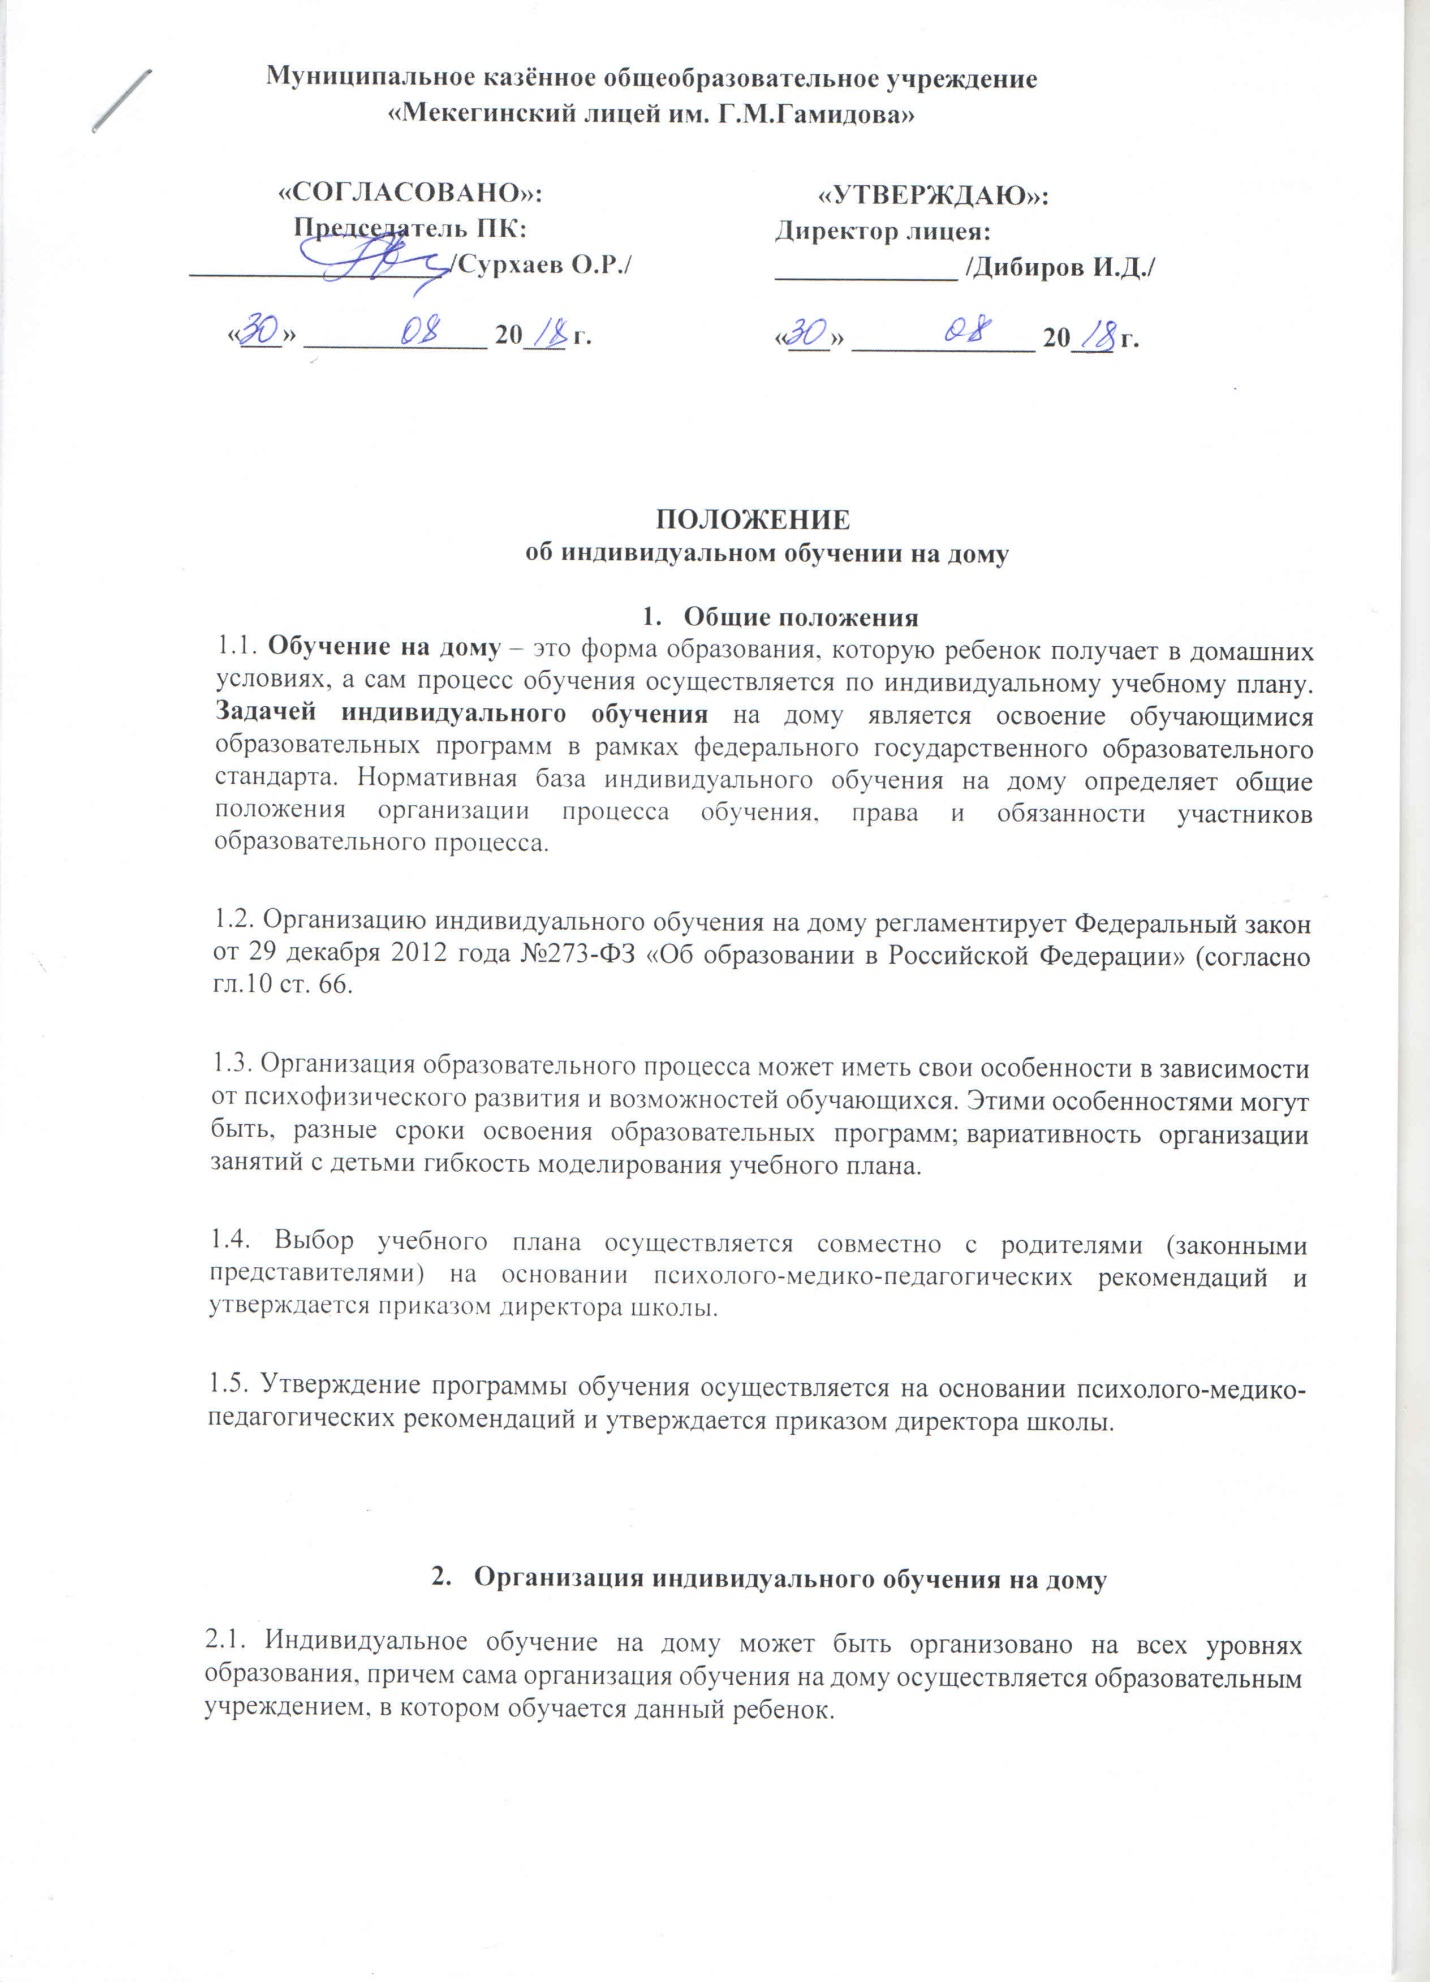 Муниципальное казённое общеобразовательное учреждение
«Мекегинский лицей им. Г.М.Гамидова»
«СОГЛАСОВАНО»:
Председатель ПК:
/Сурхаев О.Р./
«30» 08 2018 г.
«УТВЕРЖДАЮ»:
Директор лицея:
/Дибиров И.Д./
«30» 08 2018 г.
ПОЛОЖЕНИЕ
об индивидуальном обучении на дому
1. Общие положения
1.1. Обучение на дому – это форма образования, которую ребенок получает в домашних
условиях, а сам процесс обучения осуществляется по индивидуальному учебному плану.
Задачей индивидуального обучения на дому является освоение обучающимися
образовательных программ в рамках федерального государственного образовательного
стандарта. Нормативная база индивидуального обучения на дому определяет общие
положения организации процесса обучения, права и обязанности участников
образовательного процесса.
1.2. Организацию индивидуального обучения на дому регламентирует Федеральный закон
от 29 декабря 2012 года №273-ФЗ «Об образовании в Российской Федерации» (согласно
гл.10 ст. 66.
1.3. Организация образовательного процесса может иметь свои особенности в зависимости
от психофизического развития и возможностей обучающихся. Этими особенностями могут
быть, разные сроки освоения образовательных программ; вариативность организации
занятий с детьми гибкость моделирования учебного плана.
1.4. Выбор учебного плана осуществляется совместно с родителями (законными
представителями) на основании психолого-медико-педагогических рекомендаций и
утверждается приказом директора школы.
1.5. Утверждение программы обучения осуществляется на основании психолого-медико-
педагогических рекомендаций и утверждается приказом директора школы.
2. Организация индивидуального обучения на дому
2.1. Индивидуальное обучение на дому может быть организовано на всех уровнях
образования, причем сама организация обучения на дому осуществляется образовательным
учреждением, в котором обучается данный ребенок.